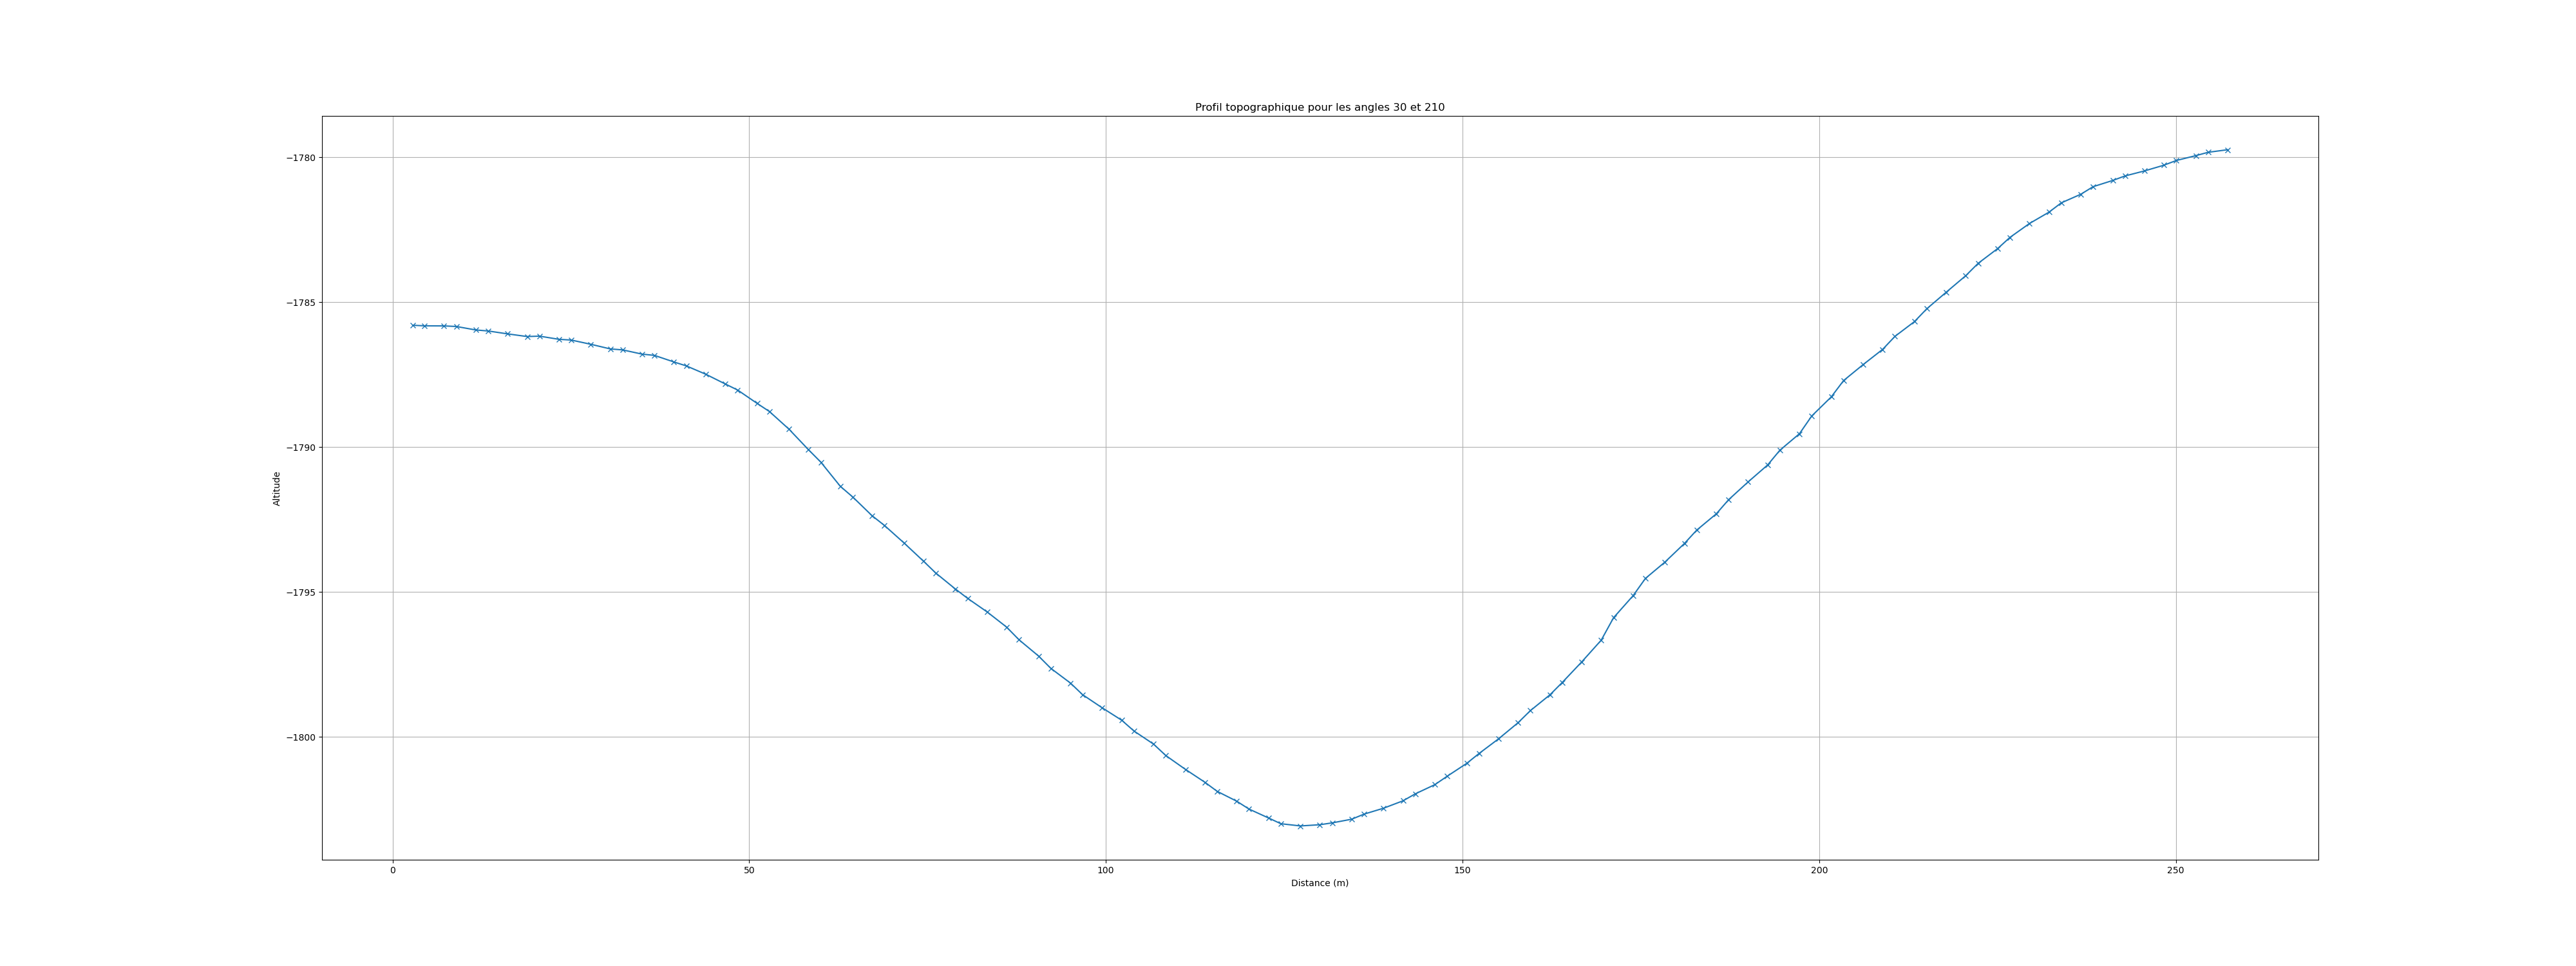 Profil topographique pour les angles 30 et 210
−1780
−1785
−1790
−1795
−1800
Altitude
0 50 100 150 200 250
Distance (m)